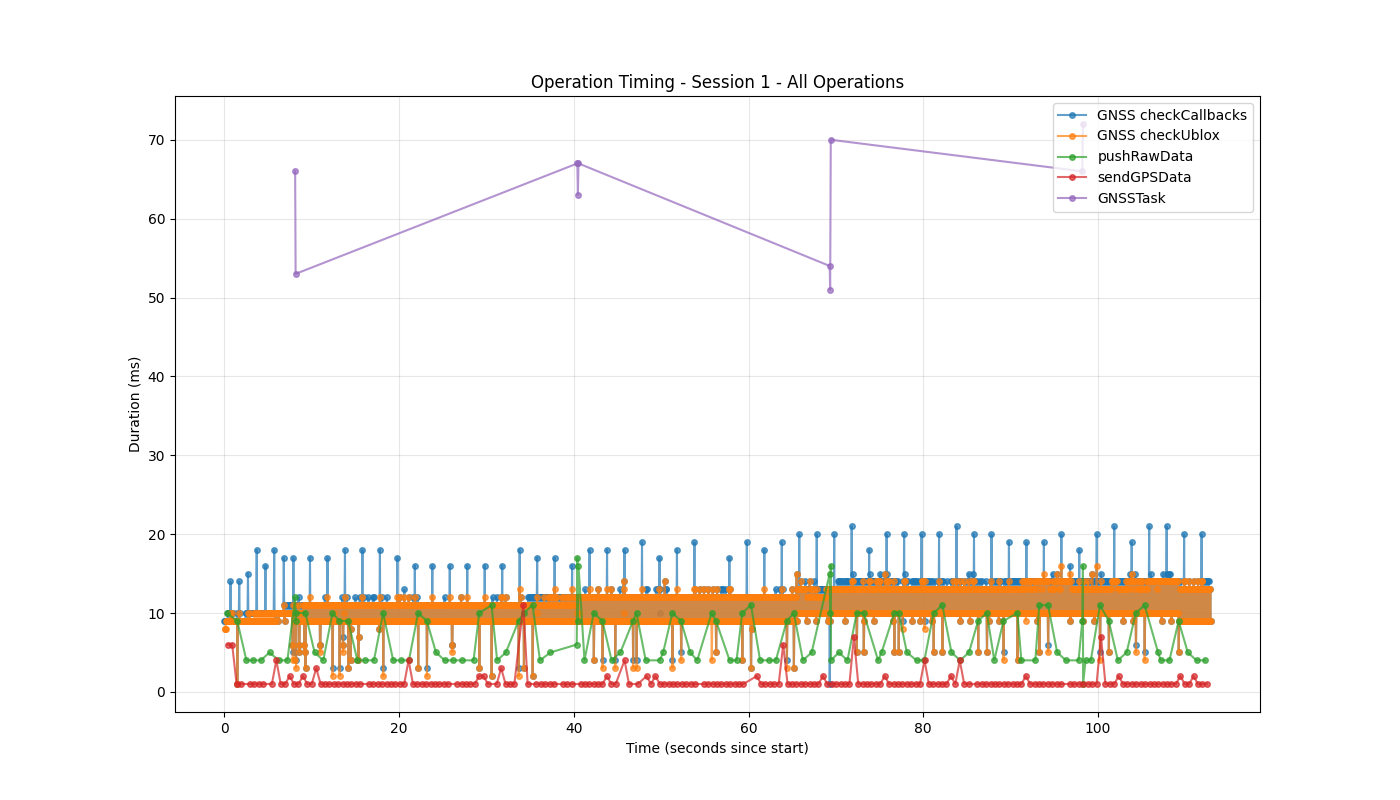 Operation Timing - Session 1 - All Operations
GNSS checkCallbacks
GNSS checkUblox
pushRawData
sendGPSData
GNSSTask
Duration (ms)
70
60
50
40
30
20
10
0
0 20 40 60 80 100
Time (seconds since start)